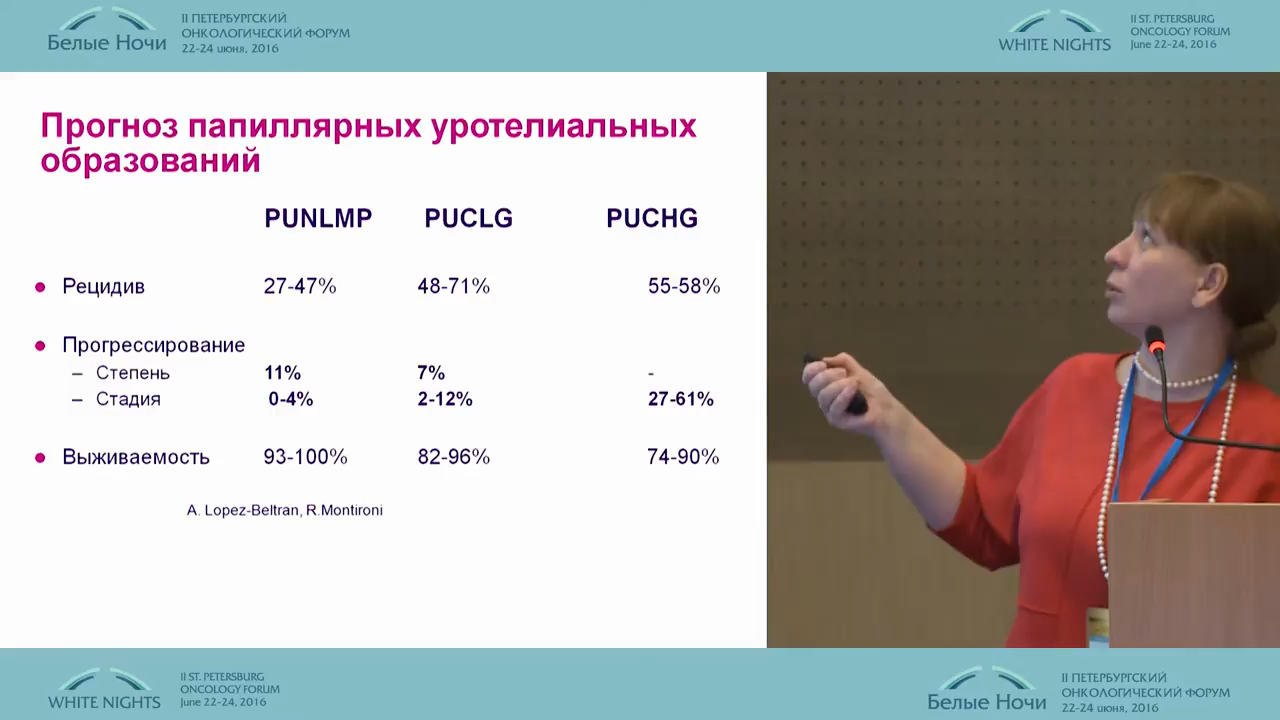 Белые Ночи
II ПЕТЕРБУРГСКИЙ
ОНКОЛОГИЧЕСКИЙ ФОРУМ
22-24 июня, 2016
WHITE NIGHTS
II ST. PETERSBURG
ONCOLOGY FORUM
June 22-24, 2016
Прогноз папиллярных уротелиальных
образований
PUNLMP PUCLG PUCHG
● Рецидив 27-47% 48-71% 55-58%
● Прогрессирование
– Степень 11% 7% -
– Стадия 0-4% 2-12% 27-61%
● Выживаемость 93-100% 82-96% 74-90%
A. Lopez-Beltran, R.Montironi
WHITE NIGHTS
II ST. PETERSBURG
ONCOLOGY FORUM
June 22-24, 2016
Белые Ночи
II ПЕТЕРБУРГСКИЙ
ОНКОЛОГИЧЕСКИЙ ФОРУМ
22-24 июня, 2016